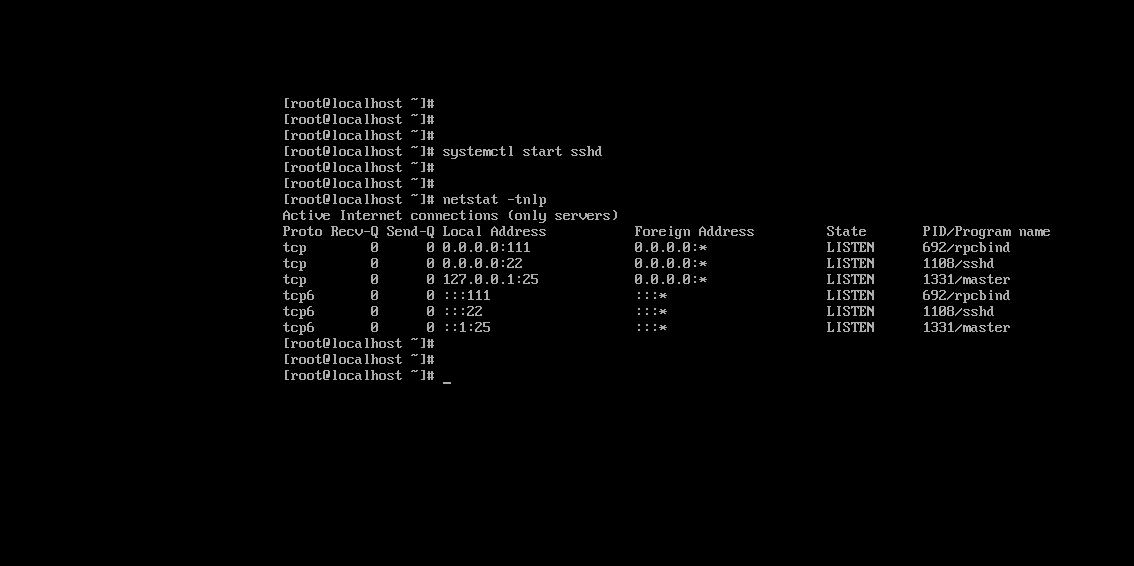 [root@localhost ~]#
[root@localhost ~]#
[root@localhost ~]#
[root@localhost ~]# systemctl start sshd
[root@localhost ~]#
[root@localhost ~]#
[root@localhost ~]# netstat -tnlp
Active Internet connections (only servers)
Proto Recv-Q Send-Q Local Address           Foreign Address         State       PID/Program name
tcp        0      0 0.0.0.0:111             0.0.0.0:*               LISTEN      692/rpcbind
tcp        0      0 0.0.0.0:22              0.0.0.0:*               LISTEN      1108/sshd
tcp        0      0 127.0.0.1:25            0.0.0.0:*               LISTEN      1331/master
tcp6       0      0 :::111                  :::*                    LISTEN      692/rpcbind
tcp6       0      0 :::22                   :::*                    LISTEN      1108/sshd
tcp6       0      0 ::1:25                  :::*                    LISTEN      1331/master
[root@localhost ~]#
[root@localhost ~]#
[root@localhost ~]# _